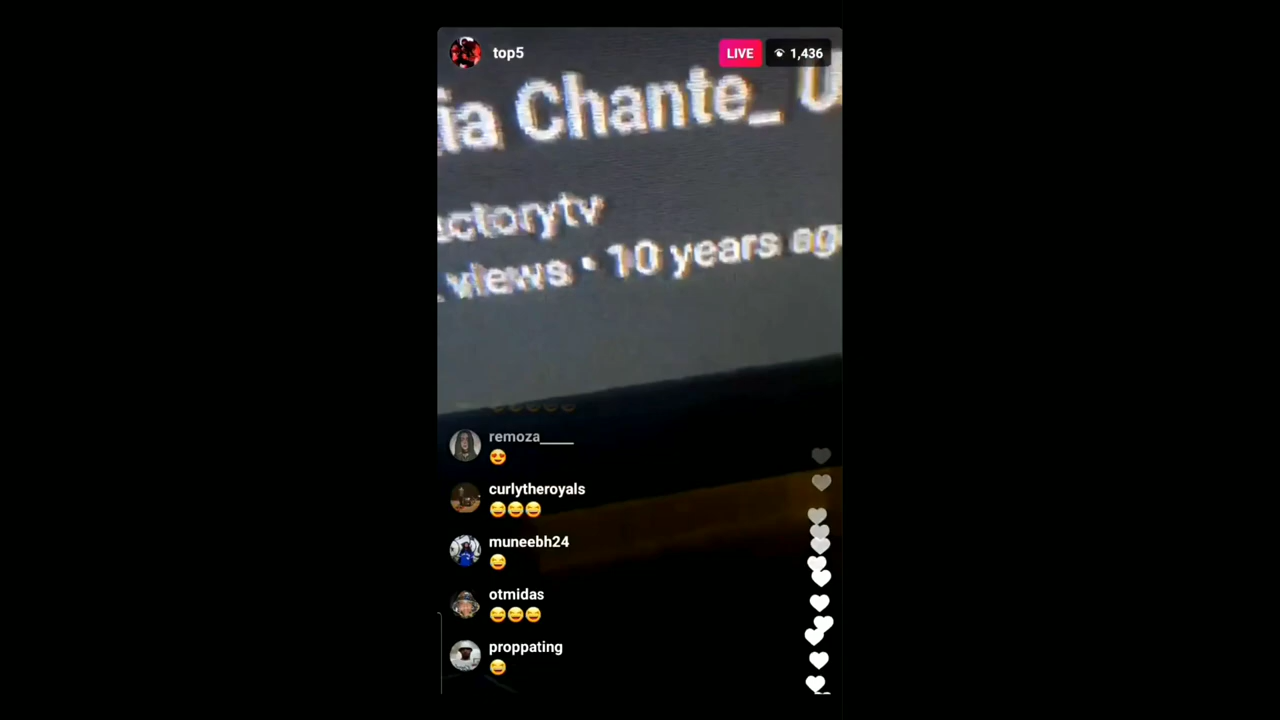 top5
LIVE
1,436
ia Chante_
ctorytv
views • 10 years ag
remoza_____
😍
curlytheroyals
😅😅😅
muneebh24
😅
otmidas
😅😅😅
proppating
😅